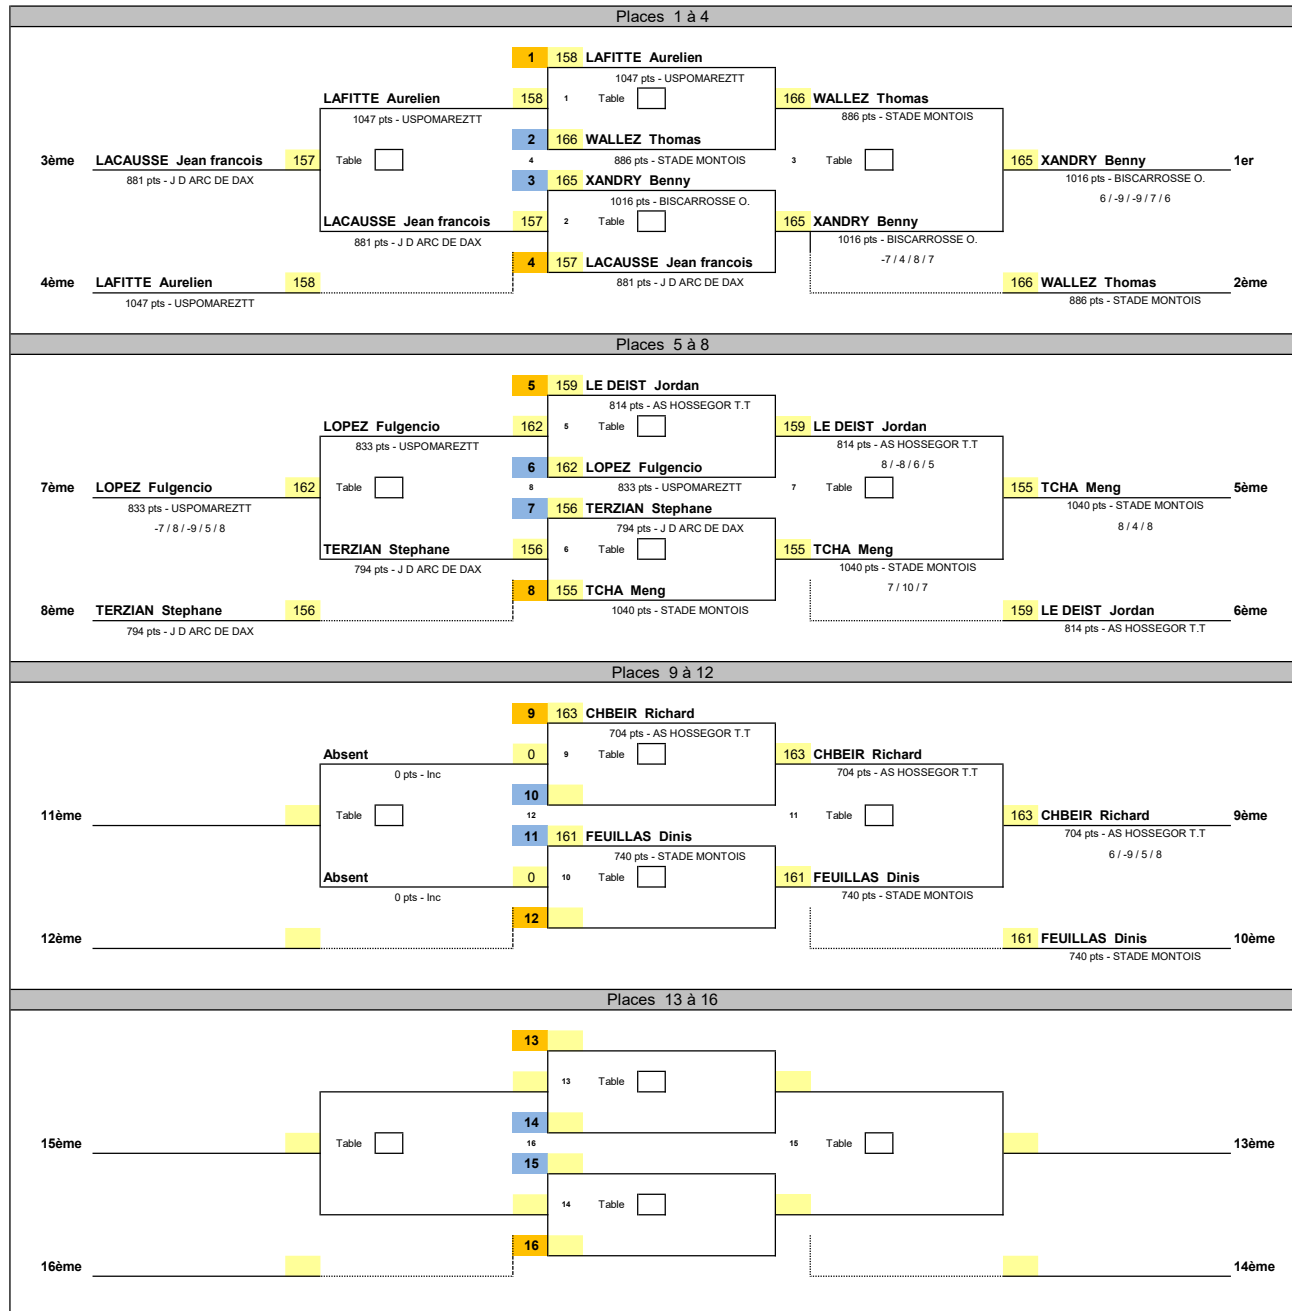 Places 1 à 4
1 158 LAFITTE Aurelien
1047 pts - USPOMAREZTT
LAFITTE Aurelien 158 1 Table 166 WALLEZ Thomas
1047 pts - USPOMAREZTT 886 pts - STADE MONTOIS
2 166 WALLEZ Thomas
3ème LACAUSSE Jean francois 157 Table 4 886 pts - STADE MONTOIS 3 Table 165 XANDRY Benny 1er
881 pts - J D ARC DE DAX 1016 pts - BISCARROSSE O.
3 165 XANDRY Benny
1016 pts - BISCARROSSE O. 6 / -9 / -9 / 7 / 6
LACAUSSE Jean francois 157 2 Table 165 XANDRY Benny
881 pts - J D ARC DE DAX 1016 pts - BISCARROSSE O.
4 157 LACAUSSE Jean francois -7 / 4 / 8 / 7
4ème LAFITTE Aurelien 158 881 pts - J D ARC DE DAX 166 WALLEZ Thomas 2ème
1047 pts - USPOMAREZTT 886 pts - STADE MONTOIS
Places 5 à 8
5 159 LE DEIST Jordan
814 pts - AS HOSSEGOR T.T
LOPEZ Fulgencio 162 5 Table 159 LE DEIST Jordan
833 pts - USPOMAREZTT 814 pts - AS HOSSEGOR T.T
6 162 LOPEZ Fulgencio 8 / -8 / 6 / 5
7ème LOPEZ Fulgencio 162 Table 8 833 pts - USPOMAREZTT 7 Table 155 TCHA Meng 5ème
833 pts - USPOMAREZTT 1040 pts - STADE MONTOIS
7 156 TERZIAN Stephane
-7 / 8 / -9 / 5 / 8 794 pts - J D ARC DE DAX 8 / 4 / 8
TERZIAN Stephane 156 6 Table 155 TCHA Meng
794 pts - J D ARC DE DAX 1040 pts - STADE MONTOIS
8 155 TCHA Meng 7 / 10 / 7
8ème TERZIAN Stephane 156 1040 pts - STADE MONTOIS 159 LE DEIST Jordan 6ème
794 pts - J D ARC DE DAX 814 pts - AS HOSSEGOR T.T
Places 9 à 12
9 163 CHBEIR Richard
704 pts - AS HOSSEGOR T.T
Absent 0 9 Table 163 CHBEIR Richard
0 pts - Inc 704 pts - AS HOSSEGOR T.T
10
11ème Table 12 11 Table 163 CHBEIR Richard 9ème
704 pts - AS HOSSEGOR T.T
11 161 FEUILLAS Dinis
740 pts - STADE MONTOIS 6 / -9 / 5 / 8
Absent 0 10 Table 161 FEUILLAS Dinis
0 pts - Inc 740 pts - STADE MONTOIS
12
12ème 161 FEUILLAS Dinis 10ème
740 pts - STADE MONTOIS
Places 13 à 16
13
13 Table
14
15ème Table 16 15 Table 13ème
15
14 Table
16
16ème 14ème